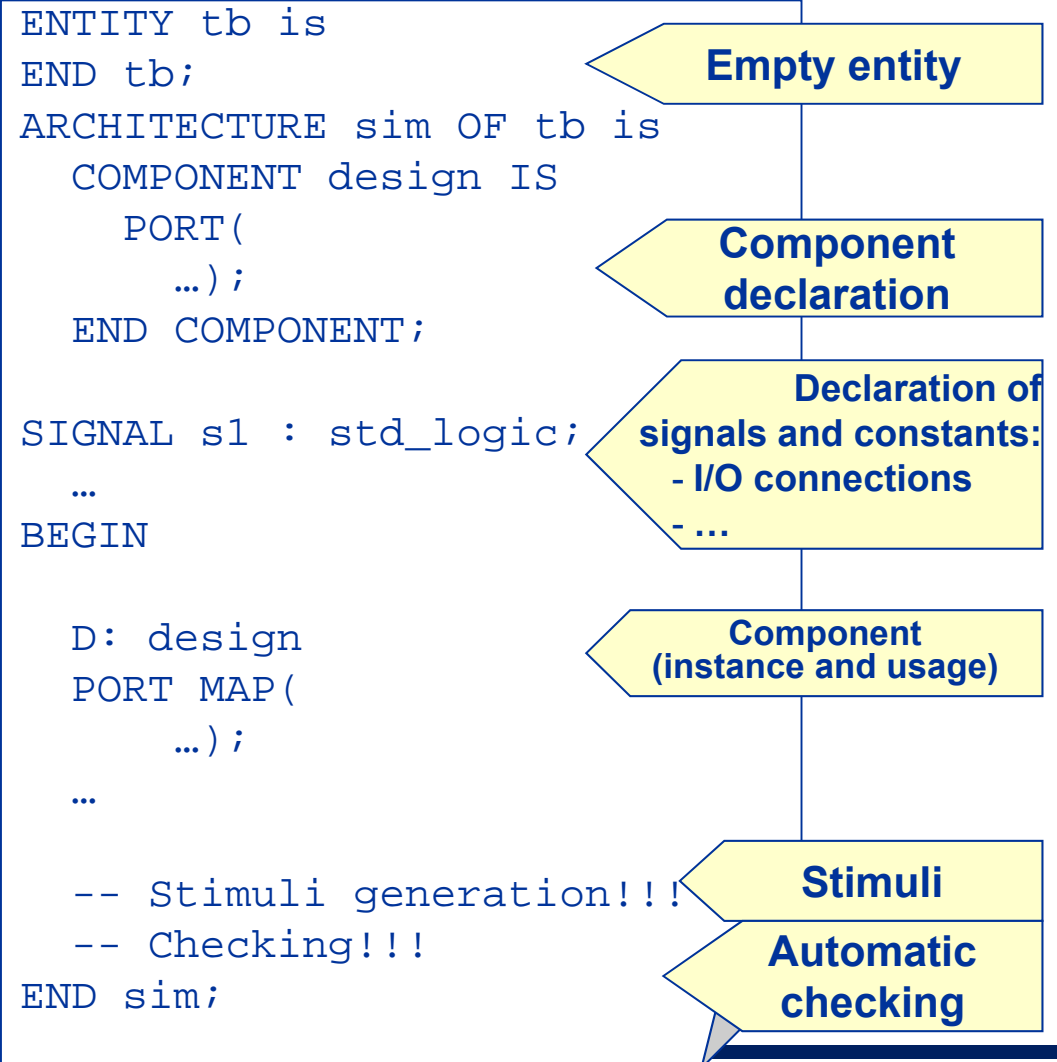 ENTITY tb is
END tb;
Empty entity
ARCHITECTURE sim OF tb is
COMPONENT design IS
PORT(
…);
END COMPONENT;
Component
declaration
SIGNAL s1 : std_logic;
…
Declaration of
signals and constants:
- I/O connections
- …
BEGIN
D: design
PORT MAP(
…);
Component
(instance and usage)
…
-- Stimuli generation!!!
Stimuli
-- Checking!!!
Automatic
checking
END sim;